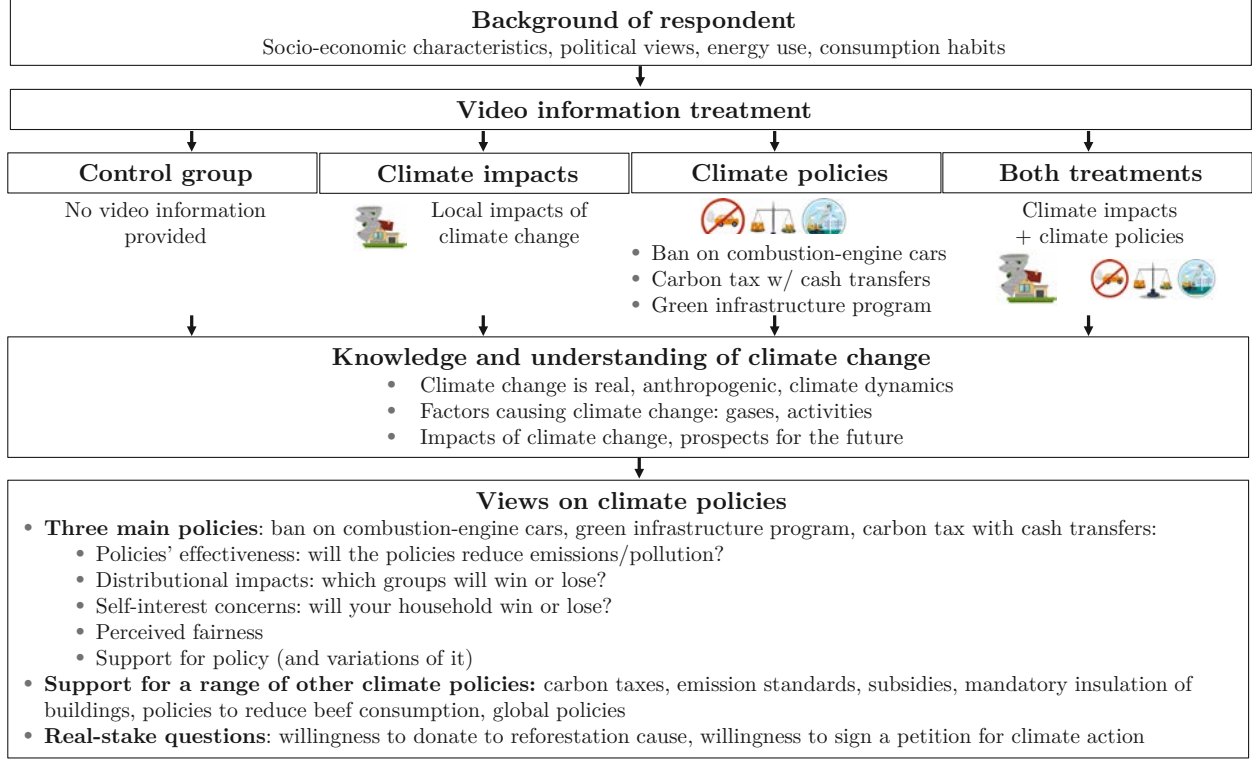 Background of respondent
Socio-economic characteristics, political views, energy use, consumption habits
Video information treatment
Control group
No video information
provided
Climate impacts
Local impacts of
climate change
Climate policies
• Ban on combustion-engine cars
• Carbon tax w/ cash transfers
• Green infrastructure program
Both treatments
Climate impacts
+ climate policies
Knowledge and understanding of climate change
• Climate change is real, anthropogenic, climate dynamics
• Factors causing climate change: gases, activities
• Impacts of climate change, prospects for the future
Views on climate policies
• Three main policies: ban on combustion-engine cars, green infrastructure program, carbon tax with cash transfers:
• Policies' effectiveness: will the policies reduce emissions/pollution?
• Distributional impacts: which groups will win or lose?
• Self-interest concerns: will your household win or lose?
• Perceived fairness
• Support for policy (and variations of it)
• Support for a range of other climate policies: carbon taxes, emission standards, subsidies, mandatory insulation of
buildings, policies to reduce beef consumption, global policies
• Real-stake questions: willingness to donate to reforestation cause, willingness to sign a petition for climate action